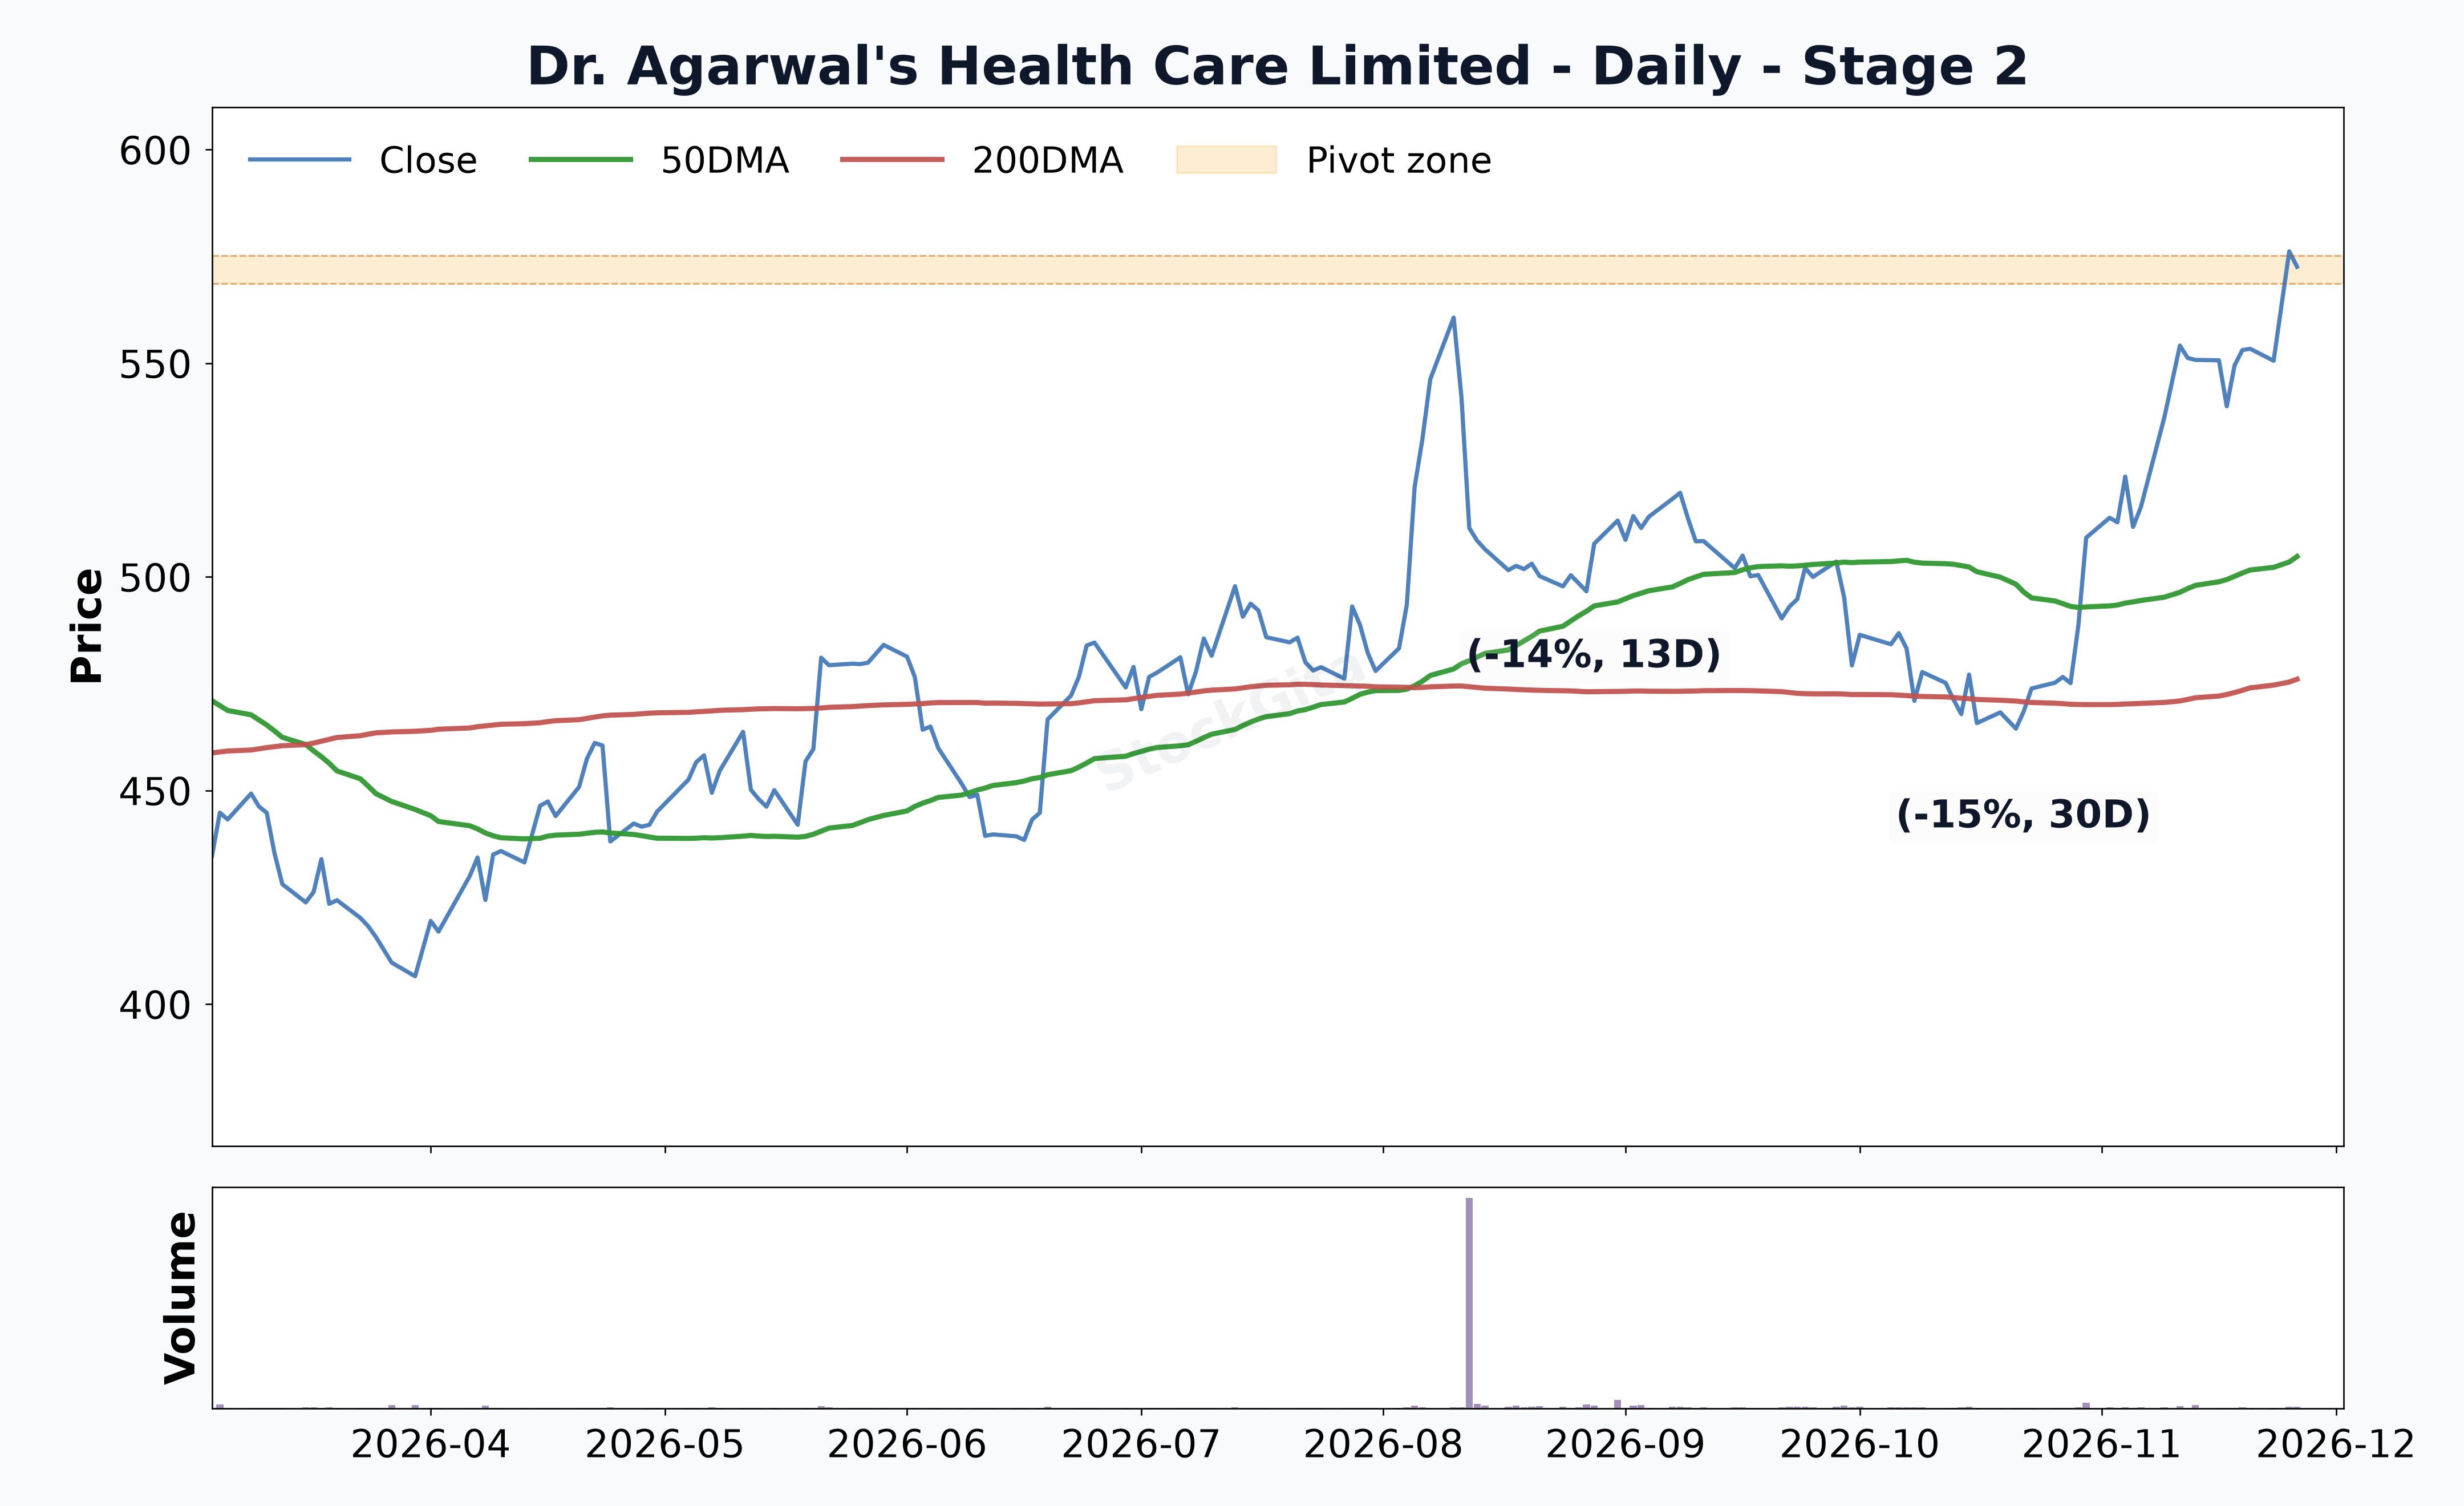 Dr. Agarwal's Health Care Limited - Daily - Stage 2
Close 50DMA 200DMA Pivot zone
600
550
500
450
400
Price
(-14%, 13D)
(-15%, 30D)
StockGita
Volume
2026-04 2026-05 2026-06 2026-07 2026-08 2026-09 2026-10 2026-11 2026-12